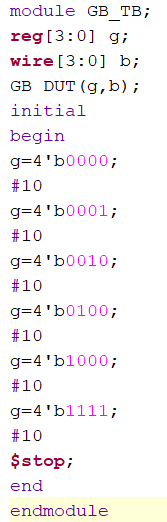 module GB_TB;
reg[3:0] g;
wire[3:0] b;
GB DUT(g,b);
initial
begin
g=4'b0000;
#10
g=4'b0001;
#10
g=4'b0010;
#10
g=4'b0100;
#10
g=4'b1000;
#10
g=4'b1111;
#10
$stop;
end
endmodule